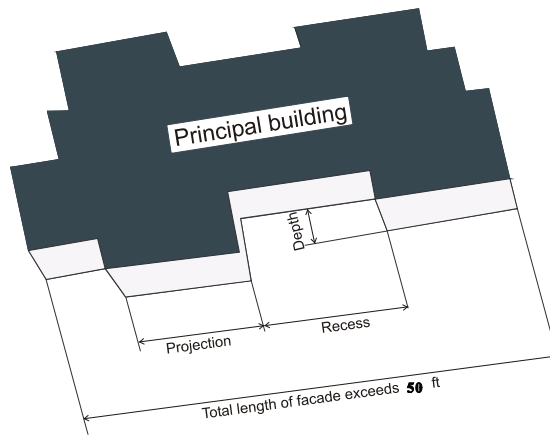 Principal building
Depth
Recess
Projection
Total length of facade exceeds 50 ft